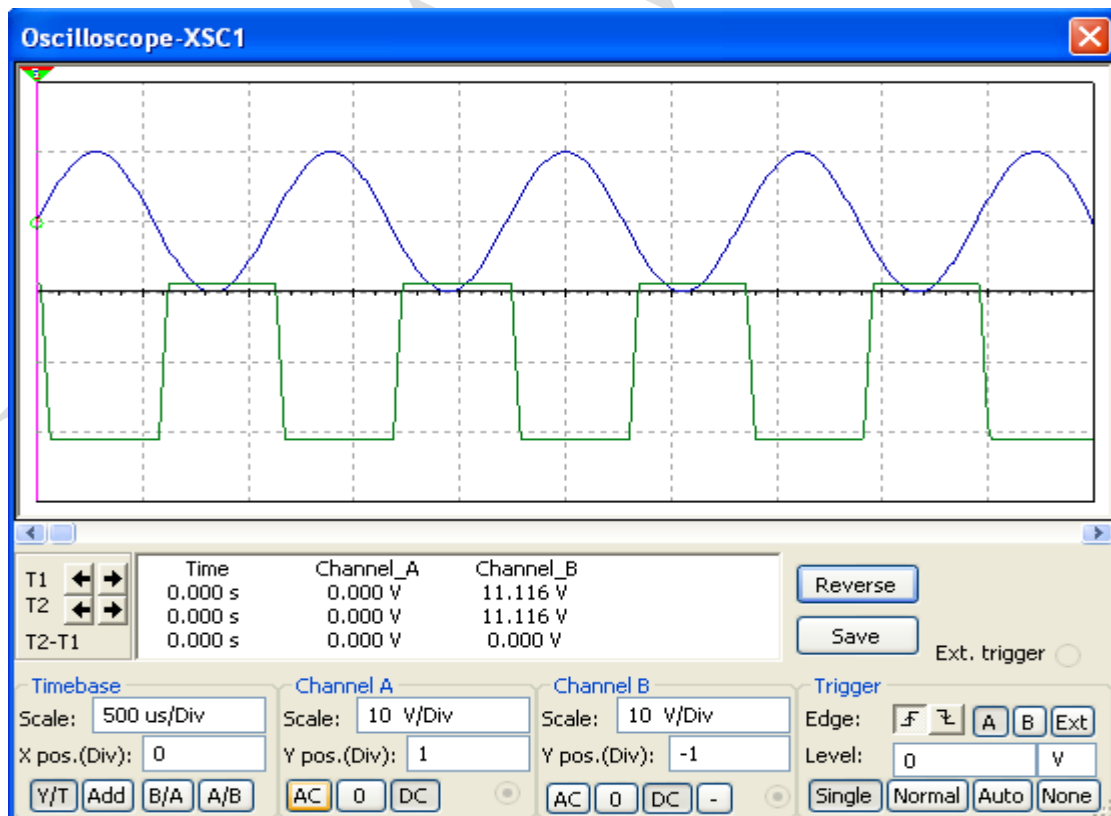 Oscilloscope-XSC1
T1
T2
T2-T1
Time Channel_A Channel_B
0.000 s 0.000 V 11.116 V
0.000 s 0.000 V 11.116 V
0.000 s 0.000 V 0.000 V
Reverse
Save
Ext. trigger
Timebase
Scale: 500 us/Div
X pos.(Div): 0
Y/T Add B/A A/B
Channel A
Scale: 10 V/Div
Y pos.(Div): 1
AC 0 DC
Channel B
Scale: 10 V/Div
Y pos.(Div): -1
AC 0 DC -
Trigger
Edge: A B Ext
Level: 0 V
Single Normal Auto None